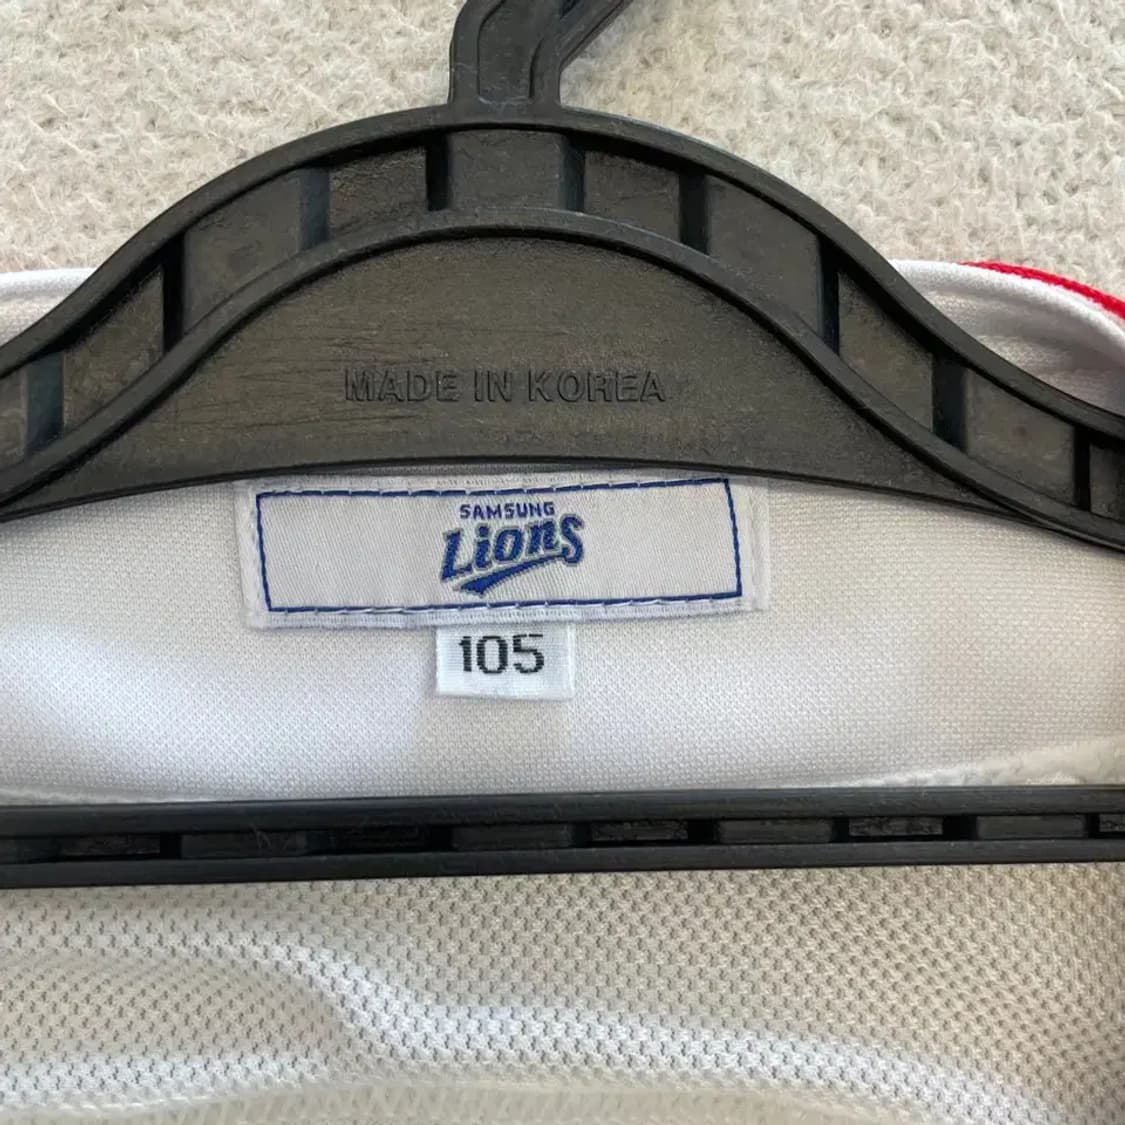 MADE IN KOREA
SAMSUNG
Lions
105